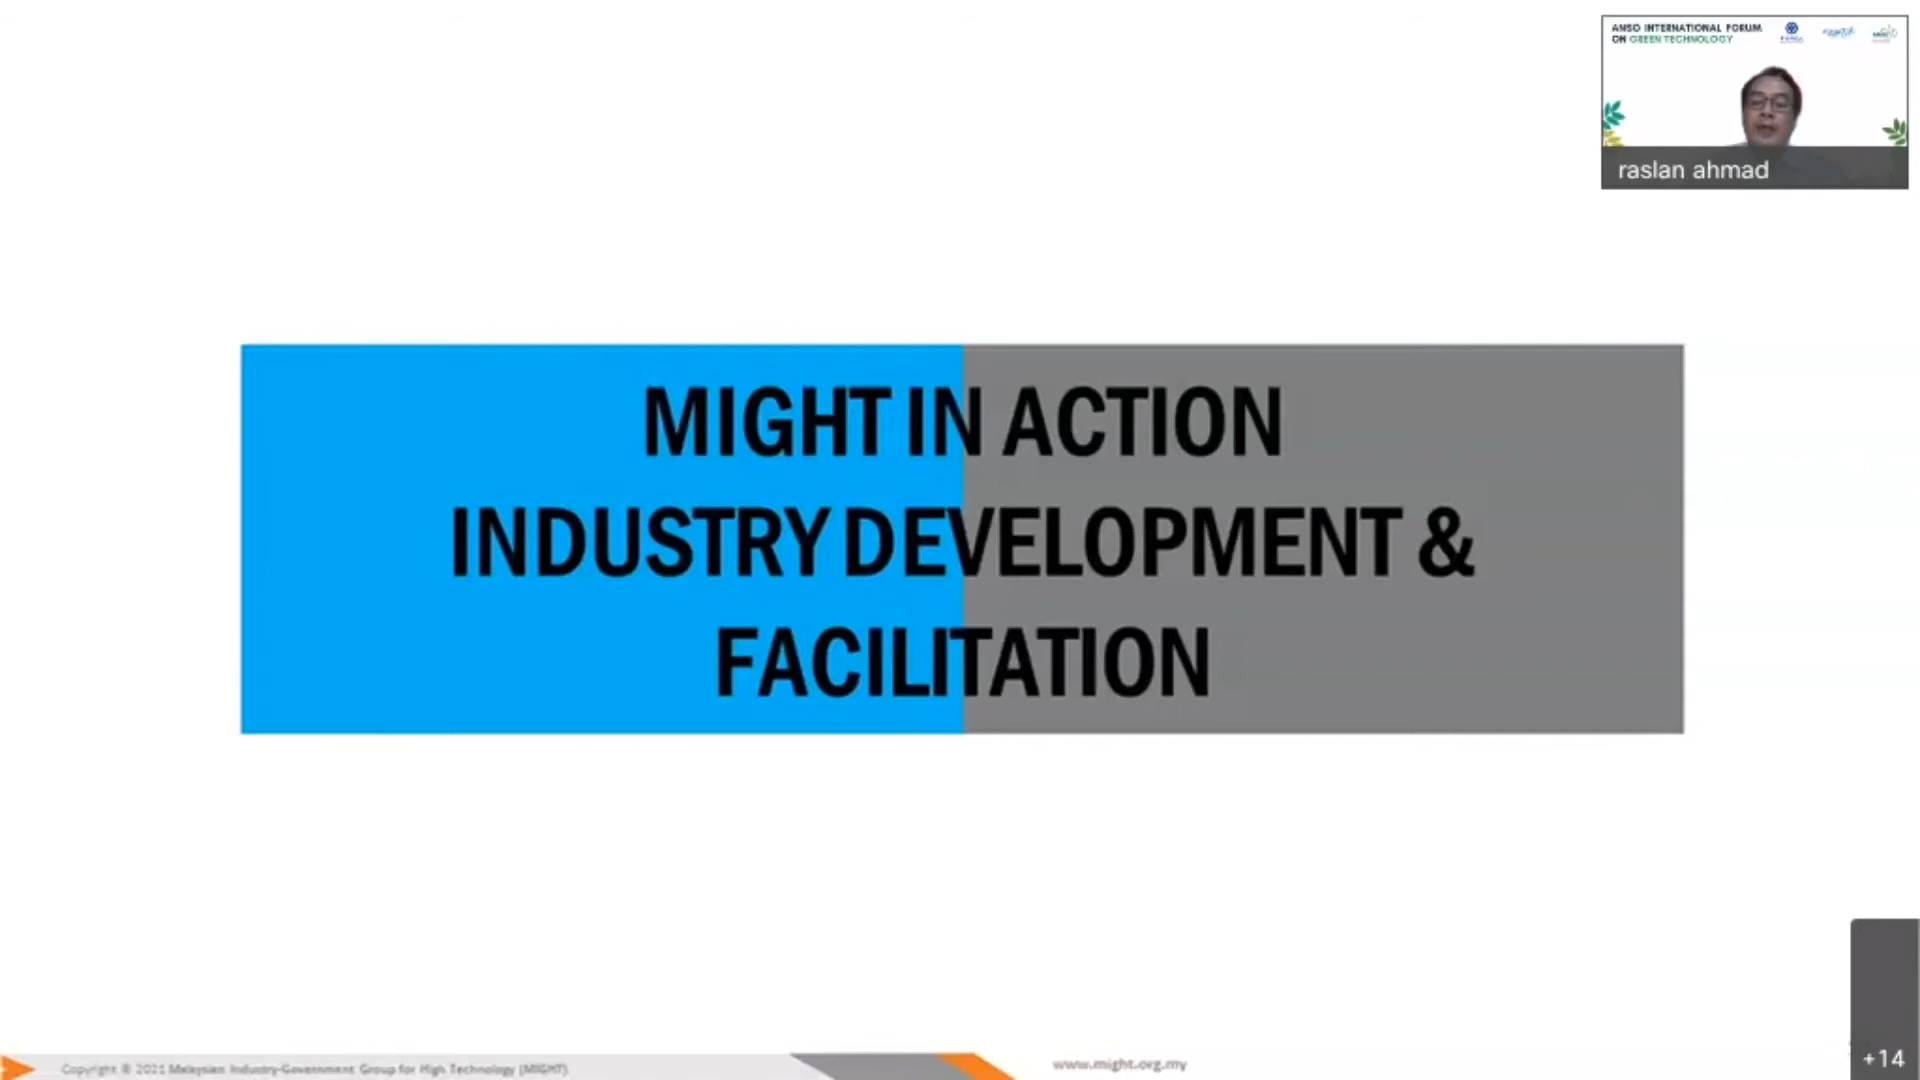 ANSO INTERNATIONAL FORUM
ON GREEN TECHNOLOGY
raslan ahmad
MIGHT IN ACTION
INDUSTRY DEVELOPMENT &
FACILITATION
Copyright © 2021 Malaysian Industry-Government Group for High Technology (MIGHT)
www.might.org.my
+14